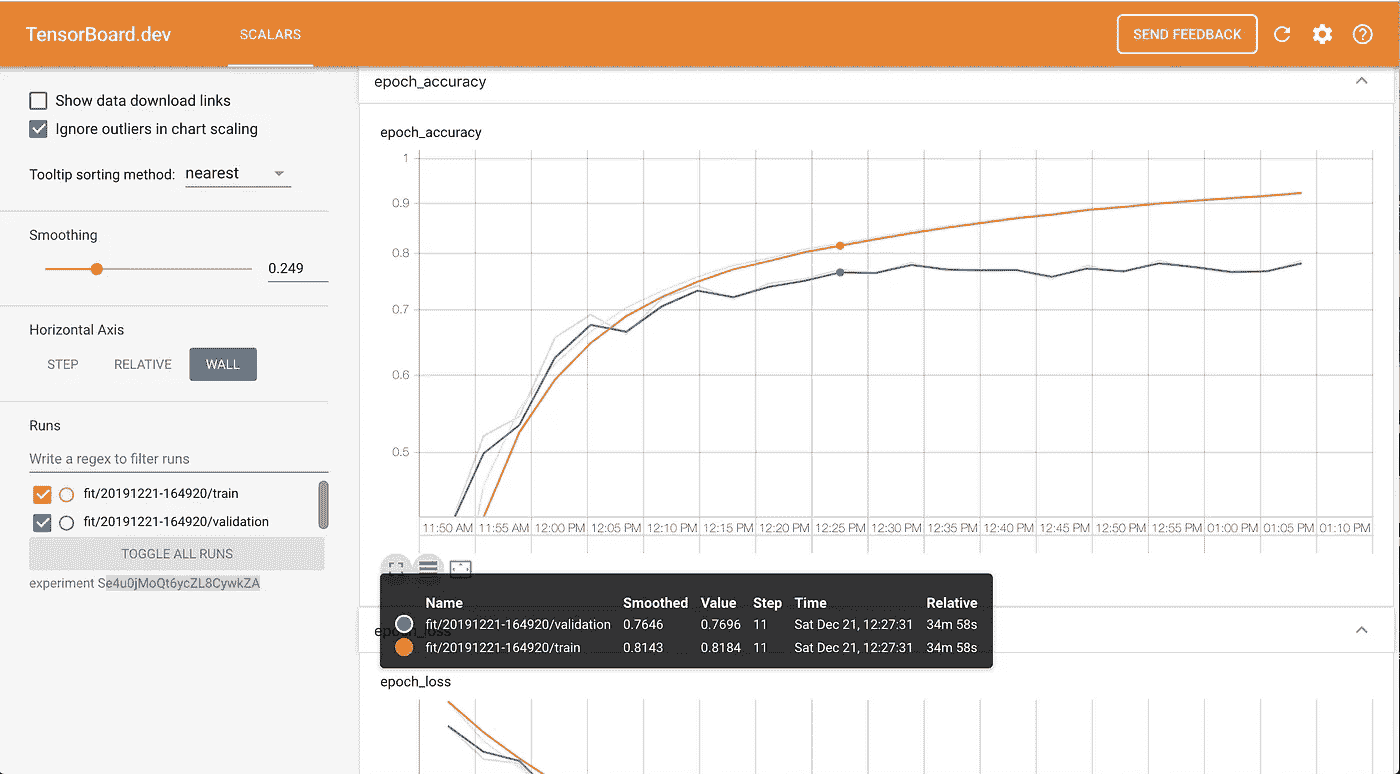 TensorBoard.dev SCALARS SEND FEEDBACK
Show data download links
Ignore outliers in chart scaling
Tooltip sorting method: nearest
Smoothing
0.249
Horizontal Axis
STEP RELATIVE WALL
Runs
Write a regex to filter runs
fit/20191221-164920/train
fit/20191221-164920/validation
TOGGLE ALL RUNS
experiment Se4u0jMoQt6ycZL8CywkZA
epoch_accuracy
epoch_accuracy
1
0.9
0.8
0.7
0.6
0.5
11:50 AM 11:55 AM 12:00 PM 12:05 PM 12:10 PM 12:15 PM 12:20 PM 12:25 PM 12:30 PM 12:35 PM 12:40 PM 12:45 PM 12:50 PM 12:55 PM 01:00 PM 01:05 PM 01:10 PM
Name Smoothed Value Step Time Relative
fit/20191221-164920/validation 0.7646 0.7696 11 Sat Dec 21, 12:27:31 34m 58s
fit/20191221-164920/train 0.8143 0.8184 11 Sat Dec 21, 12:27:31 34m 58s
epoch_loss
epoch_loss